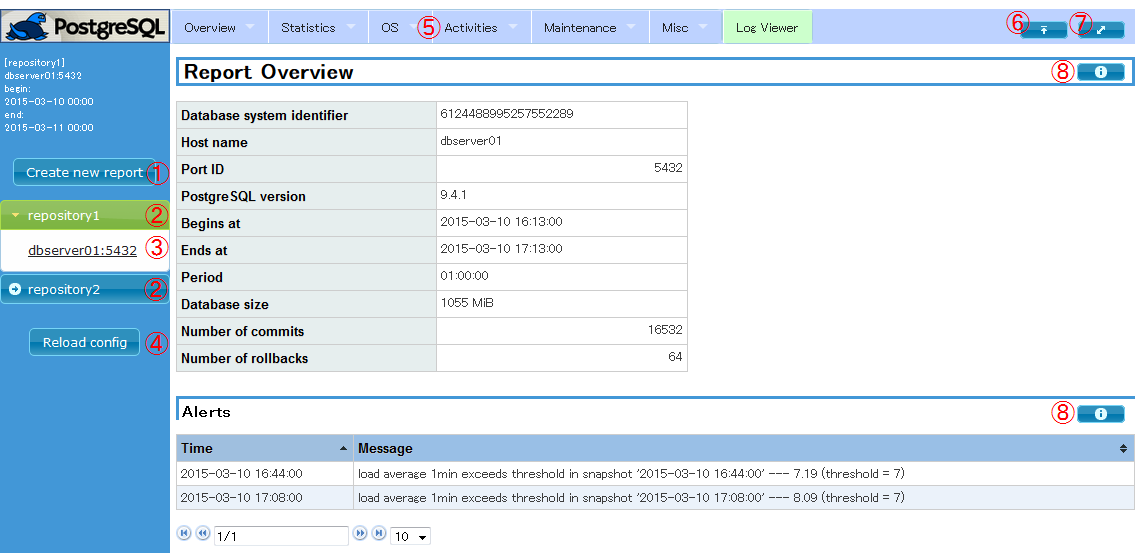 PostgreSQL
Overview Statistics OS ⑤ Activities Maintenance Misc Log Viewer ⑥ ⑦
[repository1]
dbserver01:5432
begin:
2015-03-10 00:00
end:
2015-03-11 00:00
Create new report ①
repository1 ②
dbserver01:5432 ③
repository2 ②
Reload config ④
Report Overview ⑧
Database system identifier 6124488995257552289
Host name dbserver01
Port ID 5432
PostgreSQL version 9.4.1
Begins at 2015-03-10 16:13:00
Ends at 2015-03-10 17:13:00
Period 01:00:00
Database size 1055 MiB
Number of commits 16532
Number of rollbacks 64
Alerts ⑧
Time Message
2015-03-10 16:44:00 load average 1min exceeds threshold in snapshot '2015-03-10 16:44:00' --- 7.19 (threshold = 7)
2015-03-10 17:08:00 load average 1min exceeds threshold in snapshot '2015-03-10 17:08:00' --- 8.09 (threshold = 7)
1/1 10